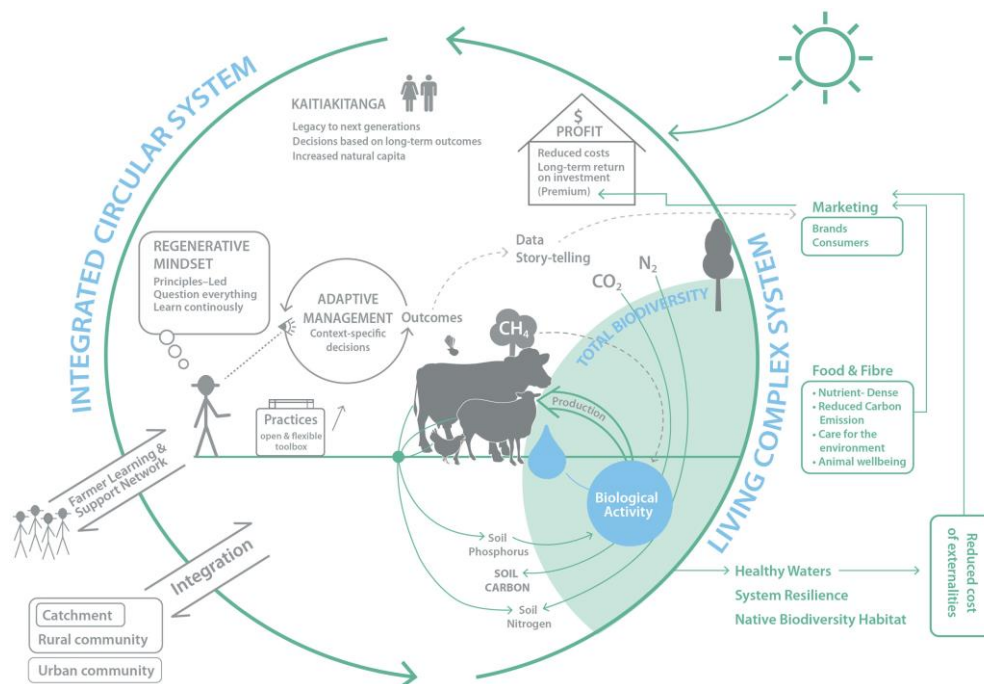 INTEGRATED CIRCULAR SYSTEM
KAITIAKITANGA
Legacy to next generations
Decisions based on long-term outcomes
Increased natural capita
$
PROFIT
Reduced costs
Long-term return
on investment
(Premium)
Marketing
Brands
Consumers
REGENERATIVE
MINDSET
Principles–Led
Question everything
Learn continously
ADAPTIVE
MANAGEMENT
Context-specific
decisions
Outcomes
Data
Story-telling
CO2
N2
CH4
TOTAL BIODIVERSITY
LIVING COMPLEX SYSTEM
Food & Fibre
• Nutrient- Dense
• Reduced Carbon
Emission
• Care for the
environment
• Animal wellbeing
Practices
open & flexible
toolbox
Production
Biological
Activity
Farmer Learning &
Support Network
Soil
Phosphorus
SOIL
CARBON
Soil
Nitrogen
Integration
Catchment
Rural community
Urban community
Healthy Waters
System Resilience
Native Biodiversity Habitat
Reduced cost
of externalities